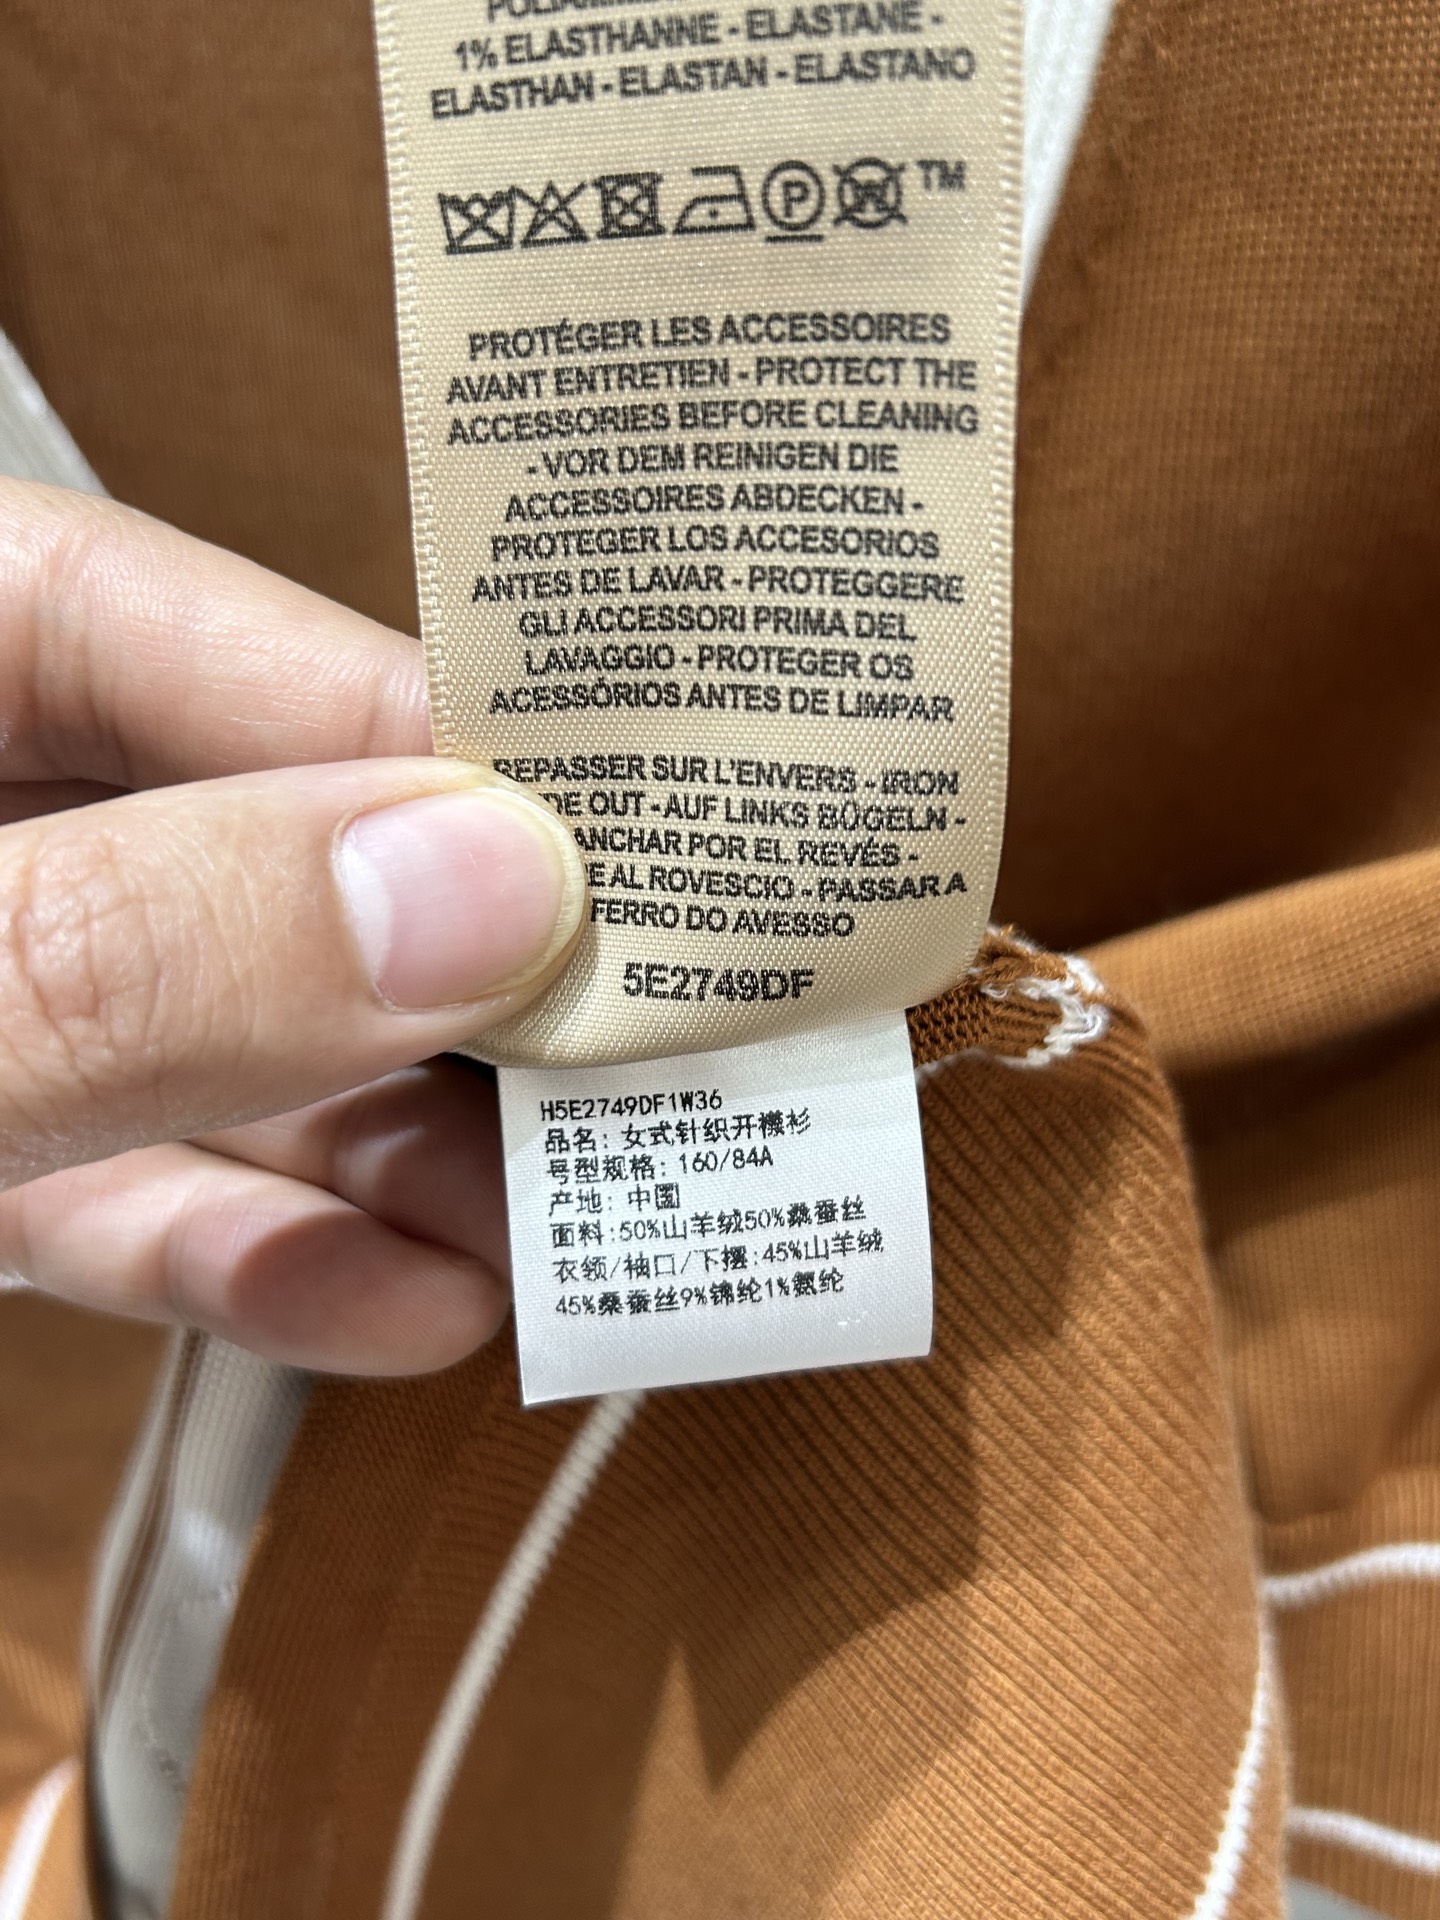 1% ELASTHANNE - ELASTANE -
ELASTHAN - ELASTAN - ELASTANO
P W TM
PROTÉGER LES ACCESSOIRES
AVANT ENTRETIEN - PROTECT THE
ACCESSORIES BEFORE CLEANING
- VOR DEM REINIGEN DIE
ACCESSOIRES ABDECKEN -
PROTEGER LOS ACCESORIOS
ANTES DE LAVAR - PROTEGGERE
GLI ACCESSORI PRIMA DEL
LAVAGGIO - PROTEGER OS
ACESSÓRIOS ANTES DE LIMPAR
REPASSER SUR L'ENVERS - IRON
DE OUT - AUF LINKS BÜGELN -
ANCHAR POR EL REVÉS -
E AL ROVESCIO - PASSAR A
FERRO DO AVESSO
5E2749DF
H5E2749DF1W36
品名: 女式针织开襟衫
号型规格: 160/84A
产地: 中国
面料:50%山羊绒50%桑蚕丝
衣领/袖口/下摆:45%山羊绒
45%桑蚕丝9%锦纶1%氨纶